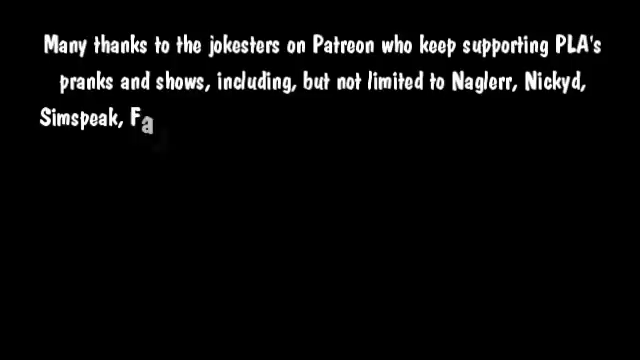 Many thanks to the jokesters on Patreon who keep supporting PLA's
pranks and shows, including, but not limited to Naglerr, Nickyd,
Simspeak, Fa